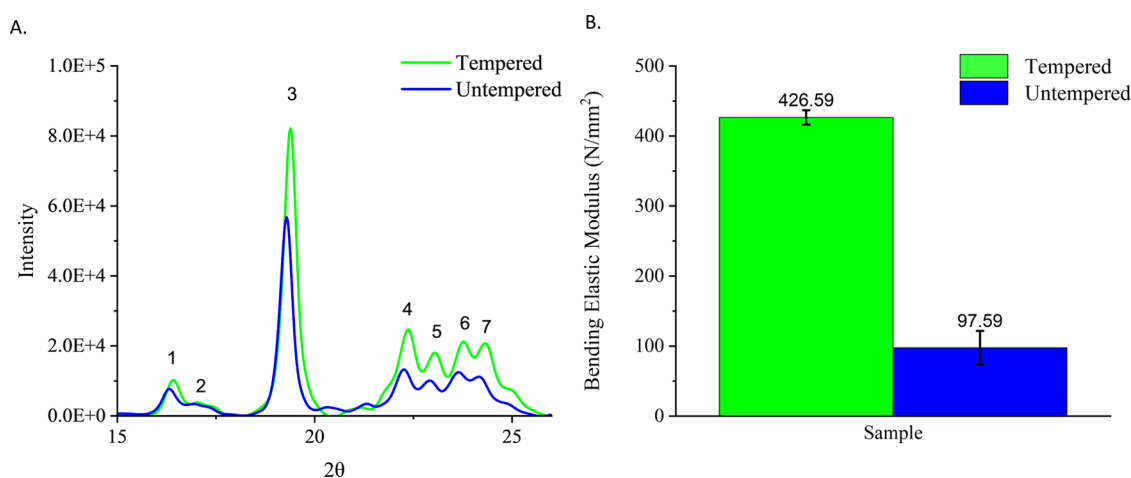 A.
Tempered
Untempered
1.0E+5
8.0E+4
6.0E+4
4.0E+4
2.0E+4
0.0E+0
Intensity
1
2
3
4
5
6
7
15
20
25
2θ
B.
Tempered
Untempered
500
400
300
200
100
0
Bending Elastic Modulus (N/mm²)
426.59
97.59
Sample